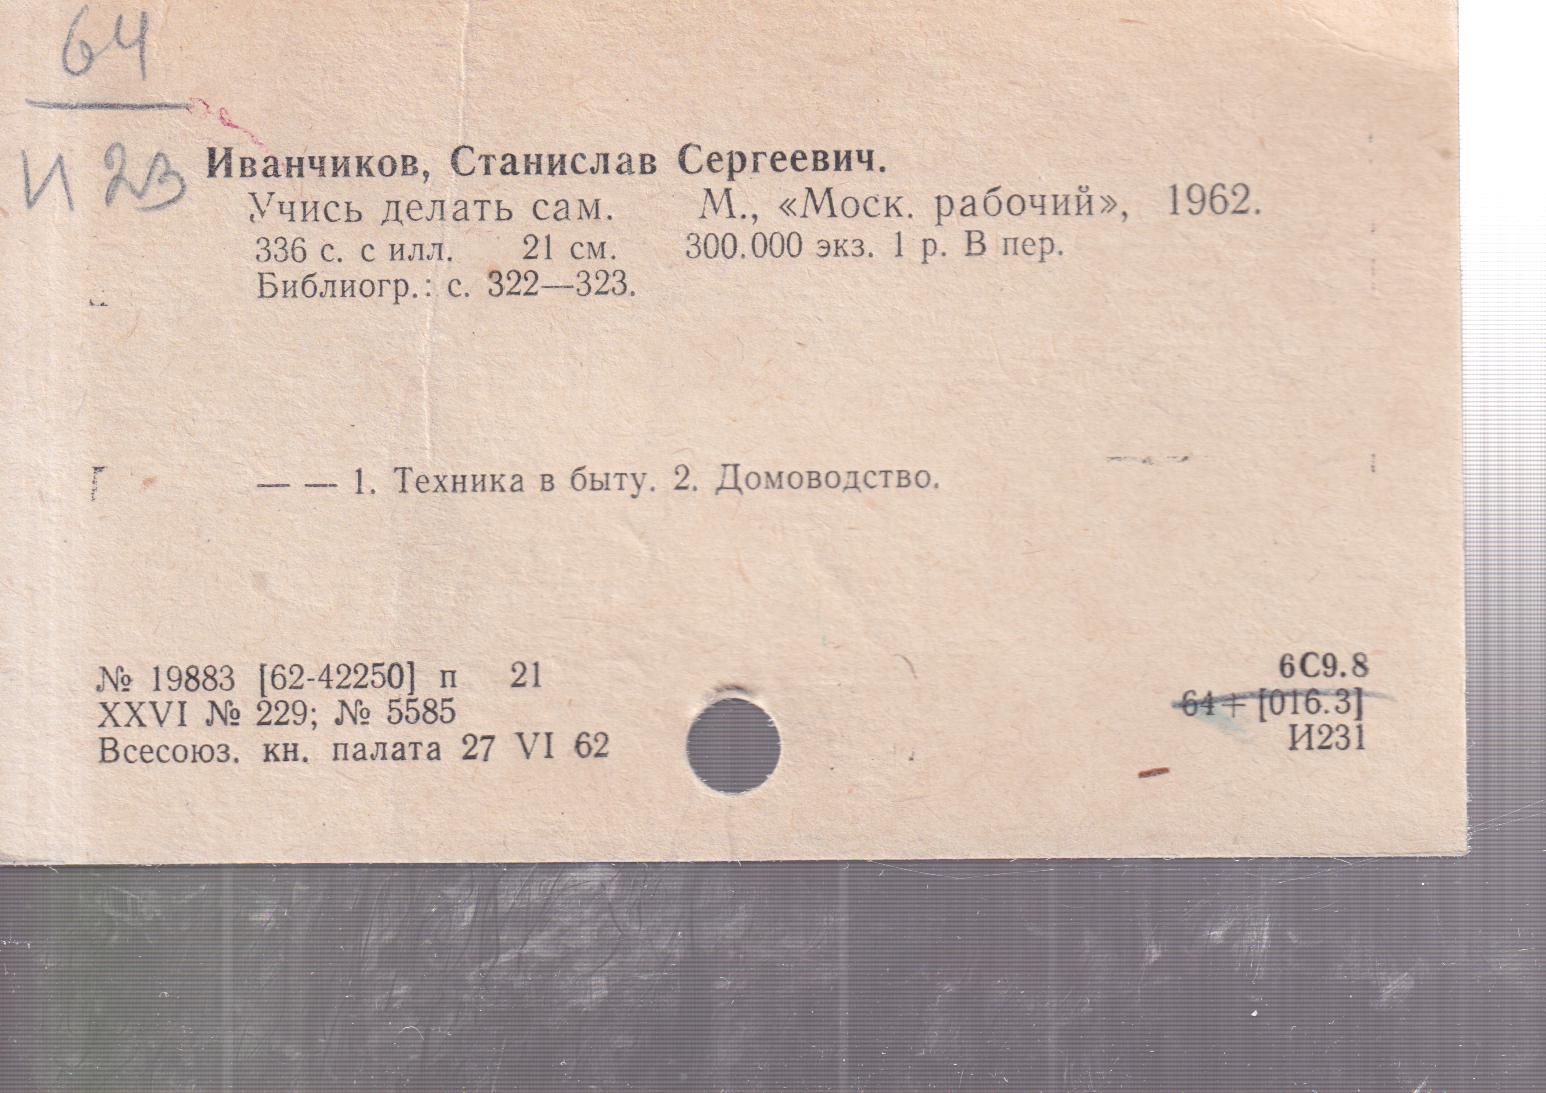 64
И 23
Иванчиков, Станислав Сергеевич.
Учись делать сам. М., «Моск. рабочий», 1962.
336 с. с илл. 21 см. 300.000 экз. 1 р. В пер.
Библиогр.: с. 322—323.
— — 1. Техника в быту. 2. Домоводство.
№ 19883 [62-42250] п 21
XXVI № 229; № 5585
Всесоюз. кн. палата 27 VI 62
6С9.8
64+[016.3]
И231